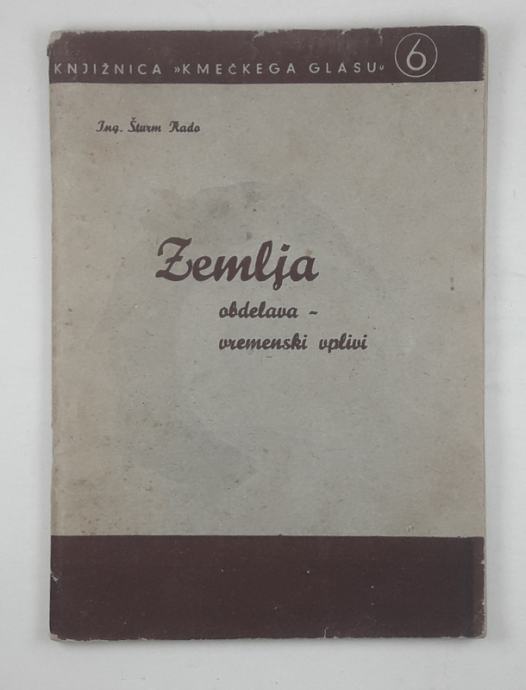 KNJIŽNICA »KMEČKEGA GLASU« 6
Ing. Šturm Rado
Zemlja
obdelava -
vremenski vplivi